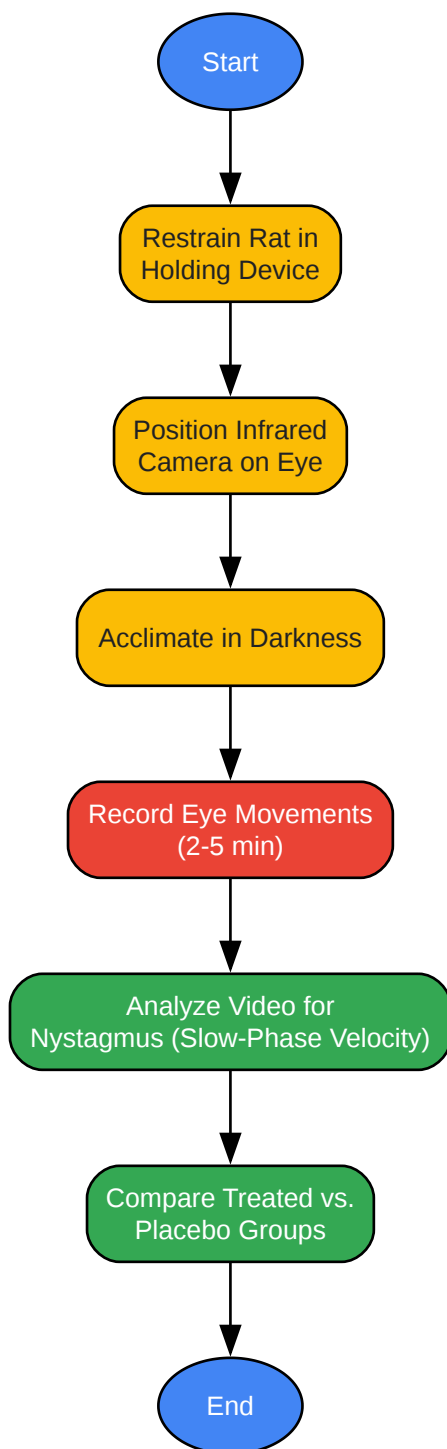 Start
Restrain Rat in
Holding Device
Position Infrared
Camera on Eye
Acclimate in Darkness
Record Eye Movements
(2-5 min)
Analyze Video for
Nystagmus (Slow-Phase Velocity)
Compare Treated vs.
Placebo Groups
End